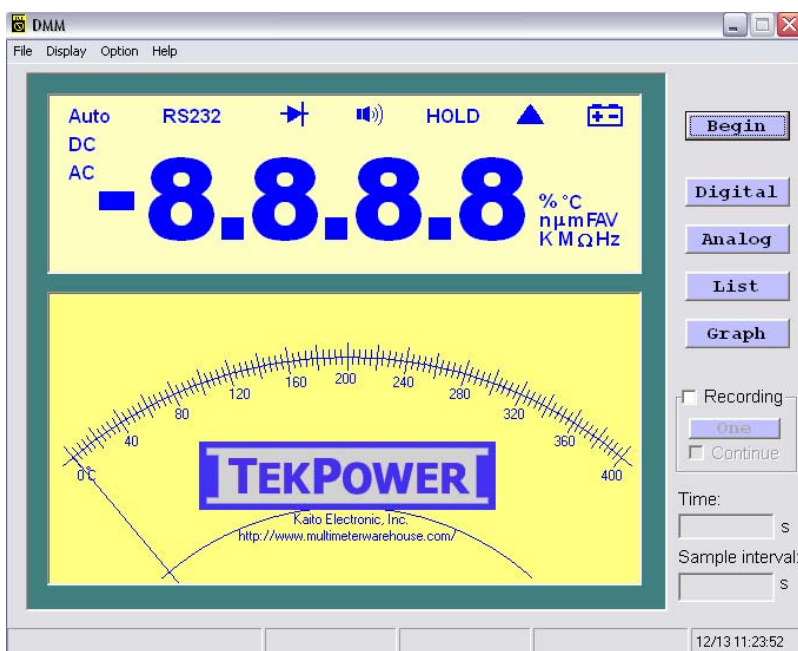 DMM
File Display Option Help
Auto RS232 HOLD
DC
AC
-8.8.8.8
% °C
nµmFAV
K M Ω Hz
Begin
Digital
Analog
List
Graph
Recording
One
Continue
Time:
s
Sample interval:
s
0°C 40 80 120 160 200 240 280 320 360 400
TEKPOWER
Kaito Electronic, Inc.
http://www.multimeterwarehouse.com/
12/13 11:23:52